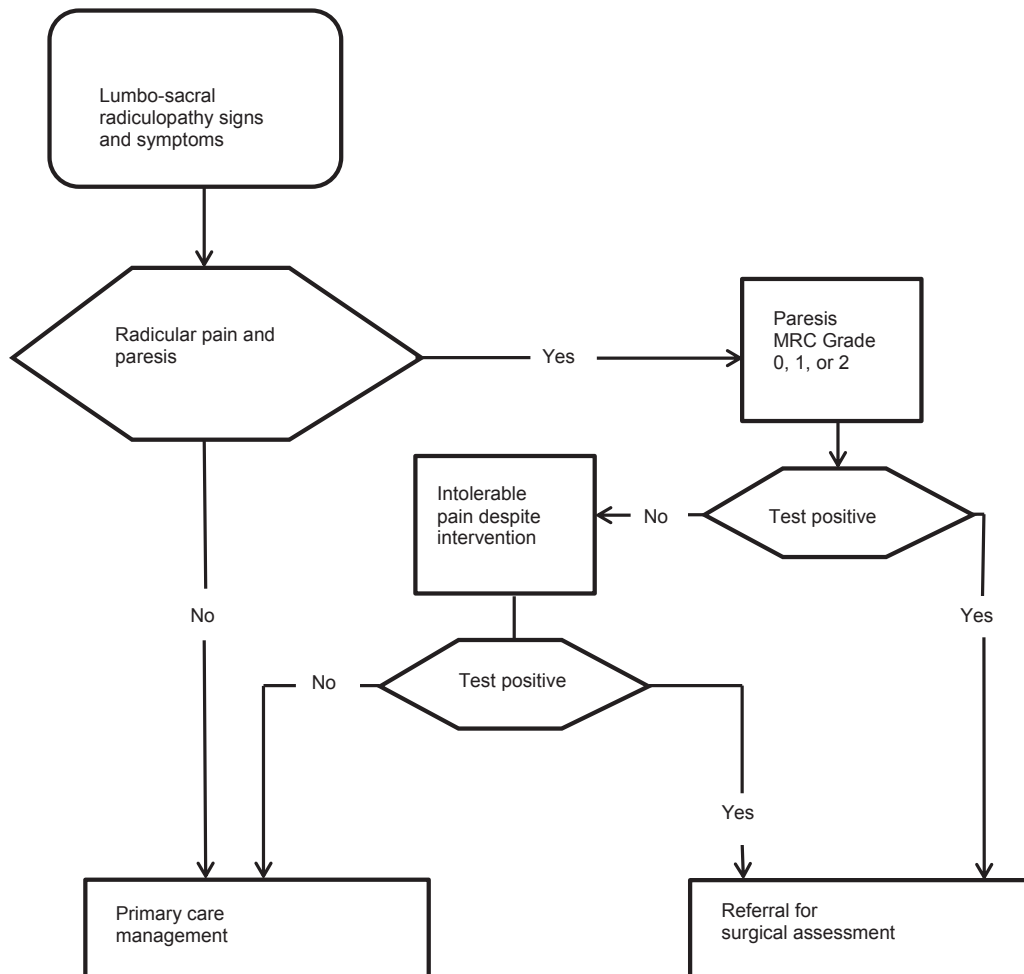 Lumbo-sacral
radiculopathy signs
and symptoms
Radicular pain and
paresis
Yes
Paresis
MRC Grade
0, 1, or 2
Intolerable
pain despite
intervention
No
Test positive
No
Yes
No
Test positive
Yes
Primary care
management
Referral for
surgical assessment